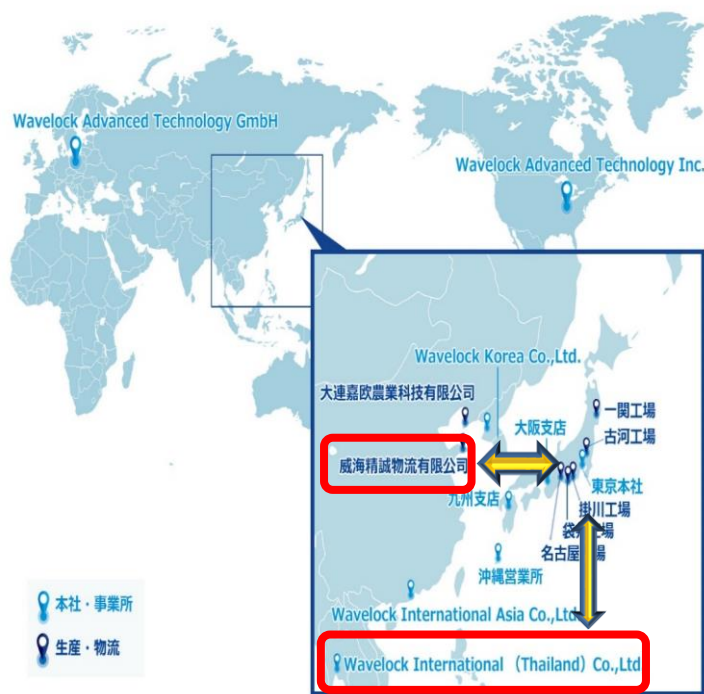 Wavelock Advanced Technology GmbH
Wavelock Advanced Technology Inc.
Wavelock Korea Co.,Ltd.
大連嘉欧農業科技有限公司
一関工場
大阪支店
古河工場
威海精誠物流有限公司
東京本社
九州支店
掛川工場
袋 工場
名古屋 場
沖縄営業所
本社・事業所
Wavelock International Asia Co.,Ltd
生産・物流
Wavelock International （Thailand）Co.,Ltd